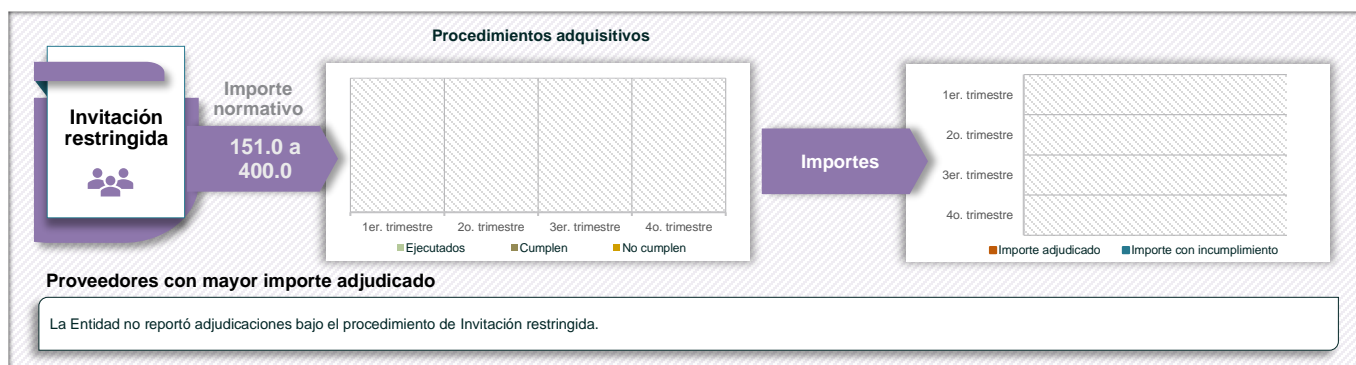 Procedimientos adquisitivos
Invitación
restringida
Importe
normativo
151.0 a
400.0
1er. trimestre 2o. trimestre 3er. trimestre 4o. trimestre
Ejecutados Cumplen No cumplen
Importes
1er. trimestre
2o. trimestre
3er. trimestre
4o. trimestre
Importe adjudicado Importe con incumplimiento
Proveedores con mayor importe adjudicado
La Entidad no reportó adjudicaciones bajo el procedimiento de Invitación restringida.